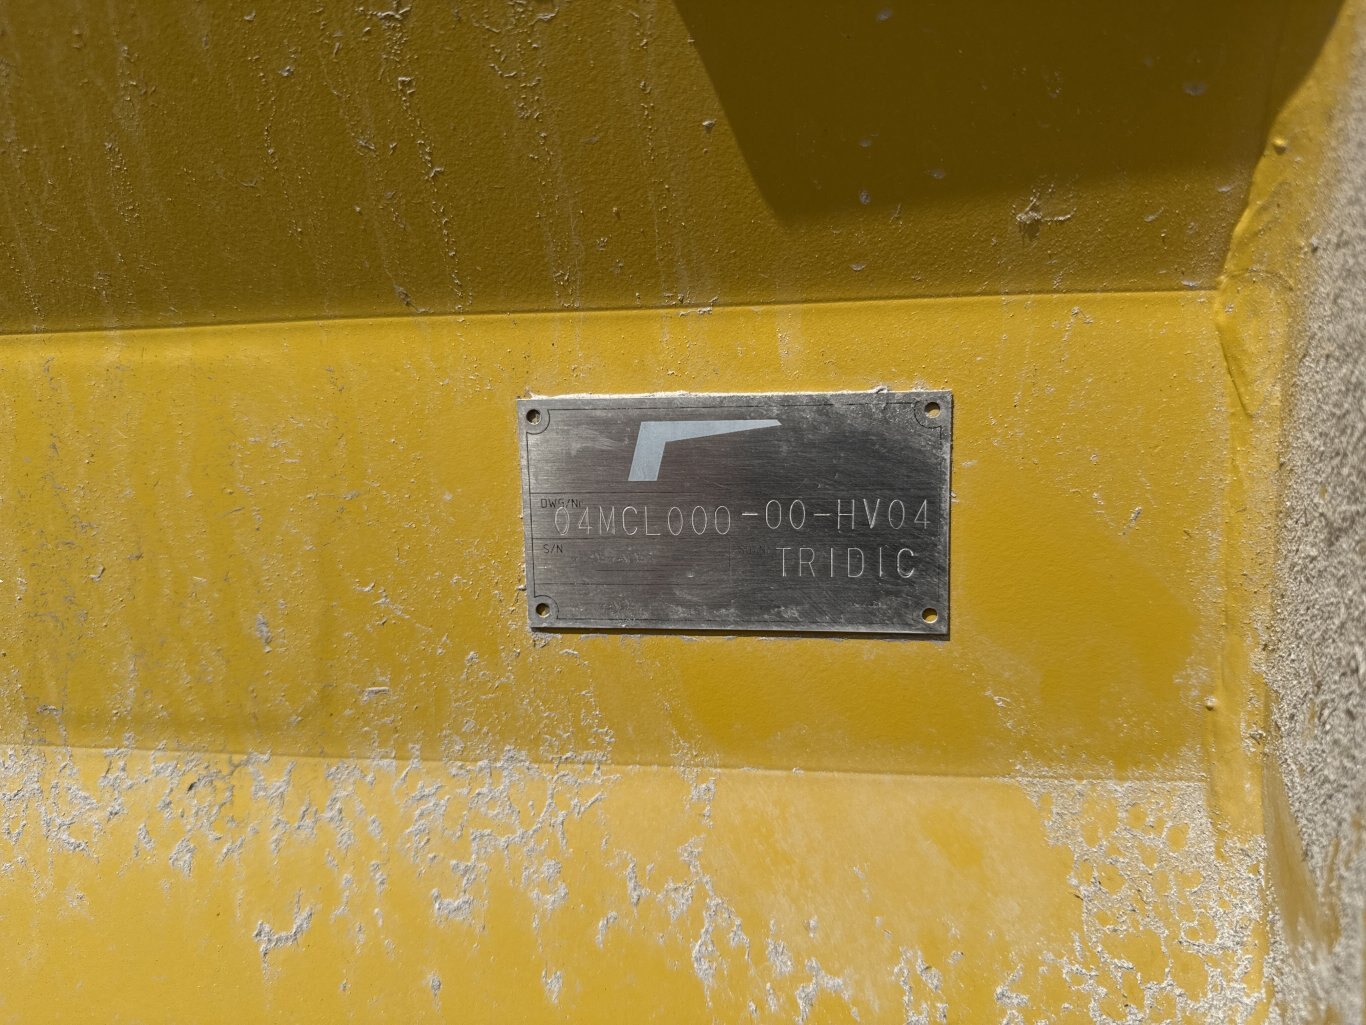 DWG/No
04MCL000-00-HV04
S/N
TRIDIC